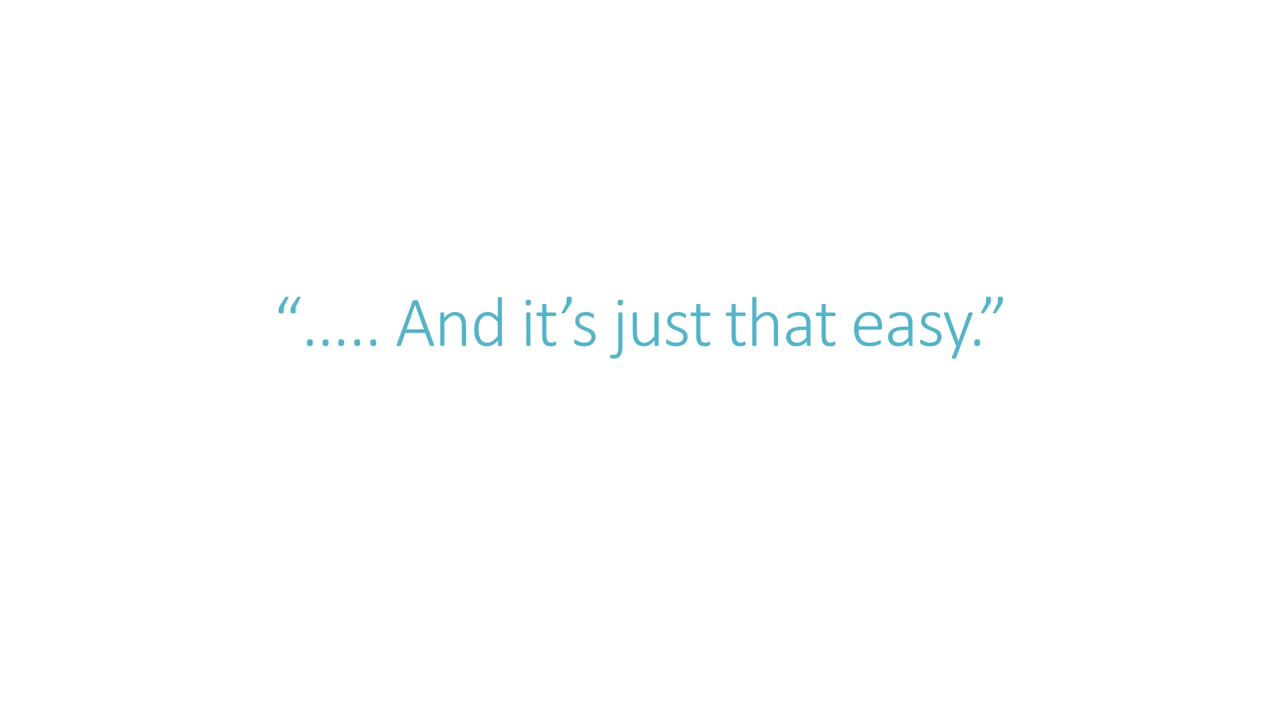 “..... And it’s just that easy.”